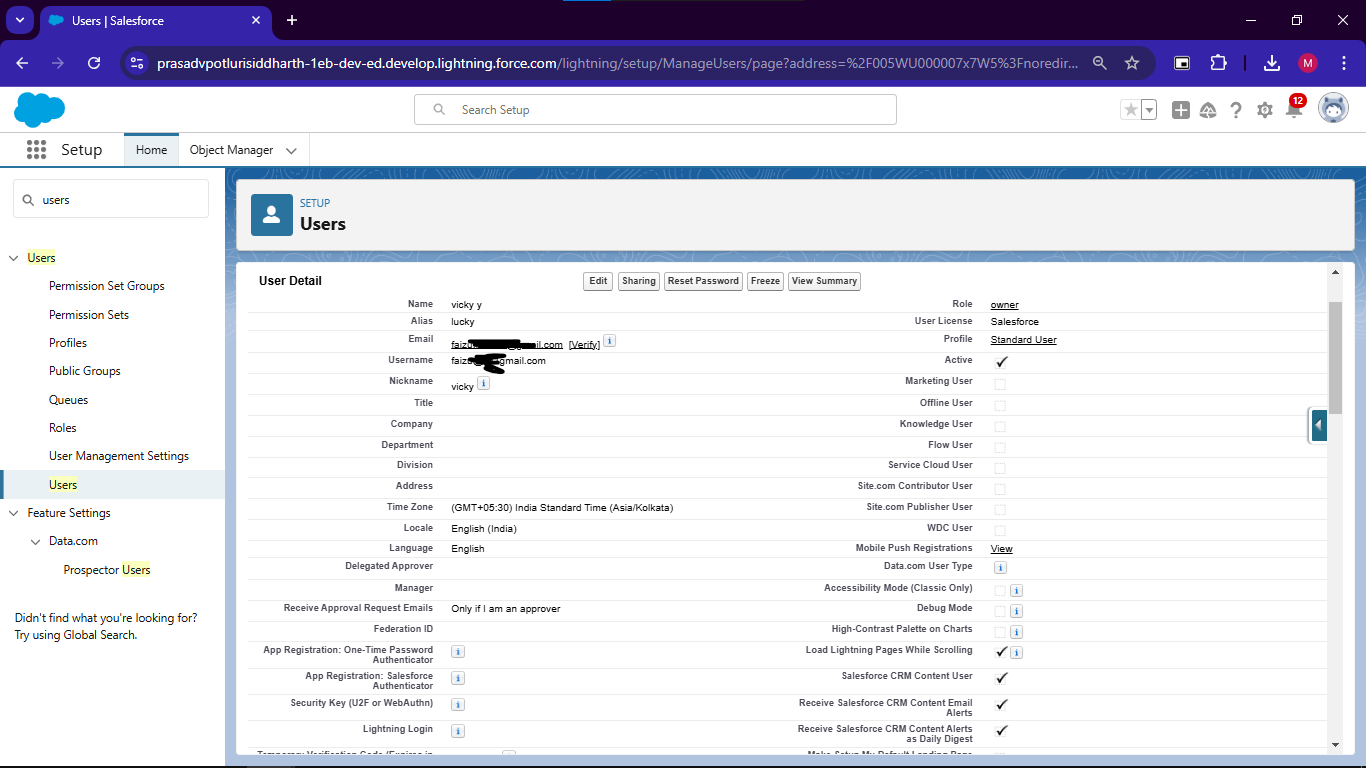 Users | Salesforce
prasadvpotlurisiddharth-1eb-dev-ed.develop.lightning.force.com/lightning/setup/ManageUsers/page?address=%2F005WU000007x7W5%3Fnoredir...
M
Search Setup
12
Setup
Home
Object Manager
users
Users
Permission Set Groups
Permission Sets
Profiles
Public Groups
Queues
Roles
User Management Settings
Users
Feature Settings
Data.com
Prospector Users
Didn't find what you're looking for?
Try using Global Search.
SETUP
Users
User Detail
Edit
Sharing
Reset Password
Freeze
View Summary
Name vicky y
Role owner
Alias lucky
User License Salesforce
Email [Verify]
Profile Standard User
Username gmail.com
Active
Nickname vicky
Marketing User
Title
Offline User
Company
Knowledge User
Department
Flow User
Division
Service Cloud User
Address
Site.com Contributor User
Time Zone (GMT+05:30) India Standard Time (Asia/Kolkata)
Site.com Publisher User
Locale English (India)
WDC User
Language English
Mobile Push Registrations View
Delegated Approver
Data.com User Type
Manager
Accessibility Mode (Classic Only)
Receive Approval Request Emails Only if I am an approver
Debug Mode
Federation ID
High-Contrast Palette on Charts
App Registration: One-Time Password
Authenticator
Load Lightning Pages While Scrolling
App Registration: Salesforce
Authenticator
Salesforce CRM Content User
Security Key (U2F or WebAuthn)
Receive Salesforce CRM Content Email
Alerts
Lightning Login
Receive Salesforce CRM Content Alerts
as Daily Digest